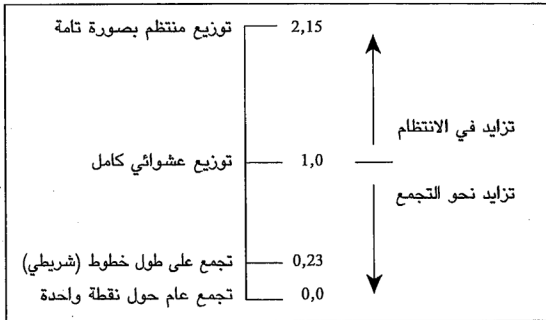 توزيع منتظم بصورة تامة 2,15
تزايد في الانتظام
توزيع عشوائي كامل 1,0
تزايد نحو التجمع
تجمع على طول خطوط (شريطي) 0,23
تجمع عام حول نقطة واحدة 0,0